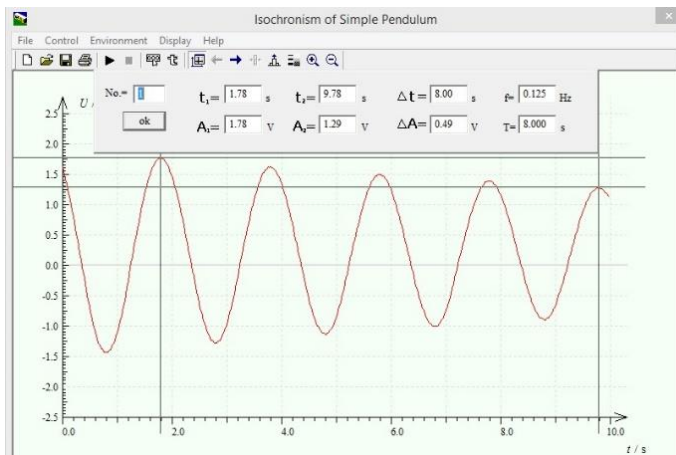 Isochronism of Simple Pendulum
File Control Environment Display Help
No.= 1 t₁= 1.78 s t₂= 9.78 s Δt= 8.00 s f= 0.125 Hz
ok A₁= 1.78 V A₂= 1.29 V ΔA= 0.49 V T= 8.000 s
U /
2.5
2.0
1.5
1.0
0.5
0.0
-0.5
-1.0
-1.5
-2.0
-2.5
0.0 2.0 4.0 6.0 8.0 10.0
t / s